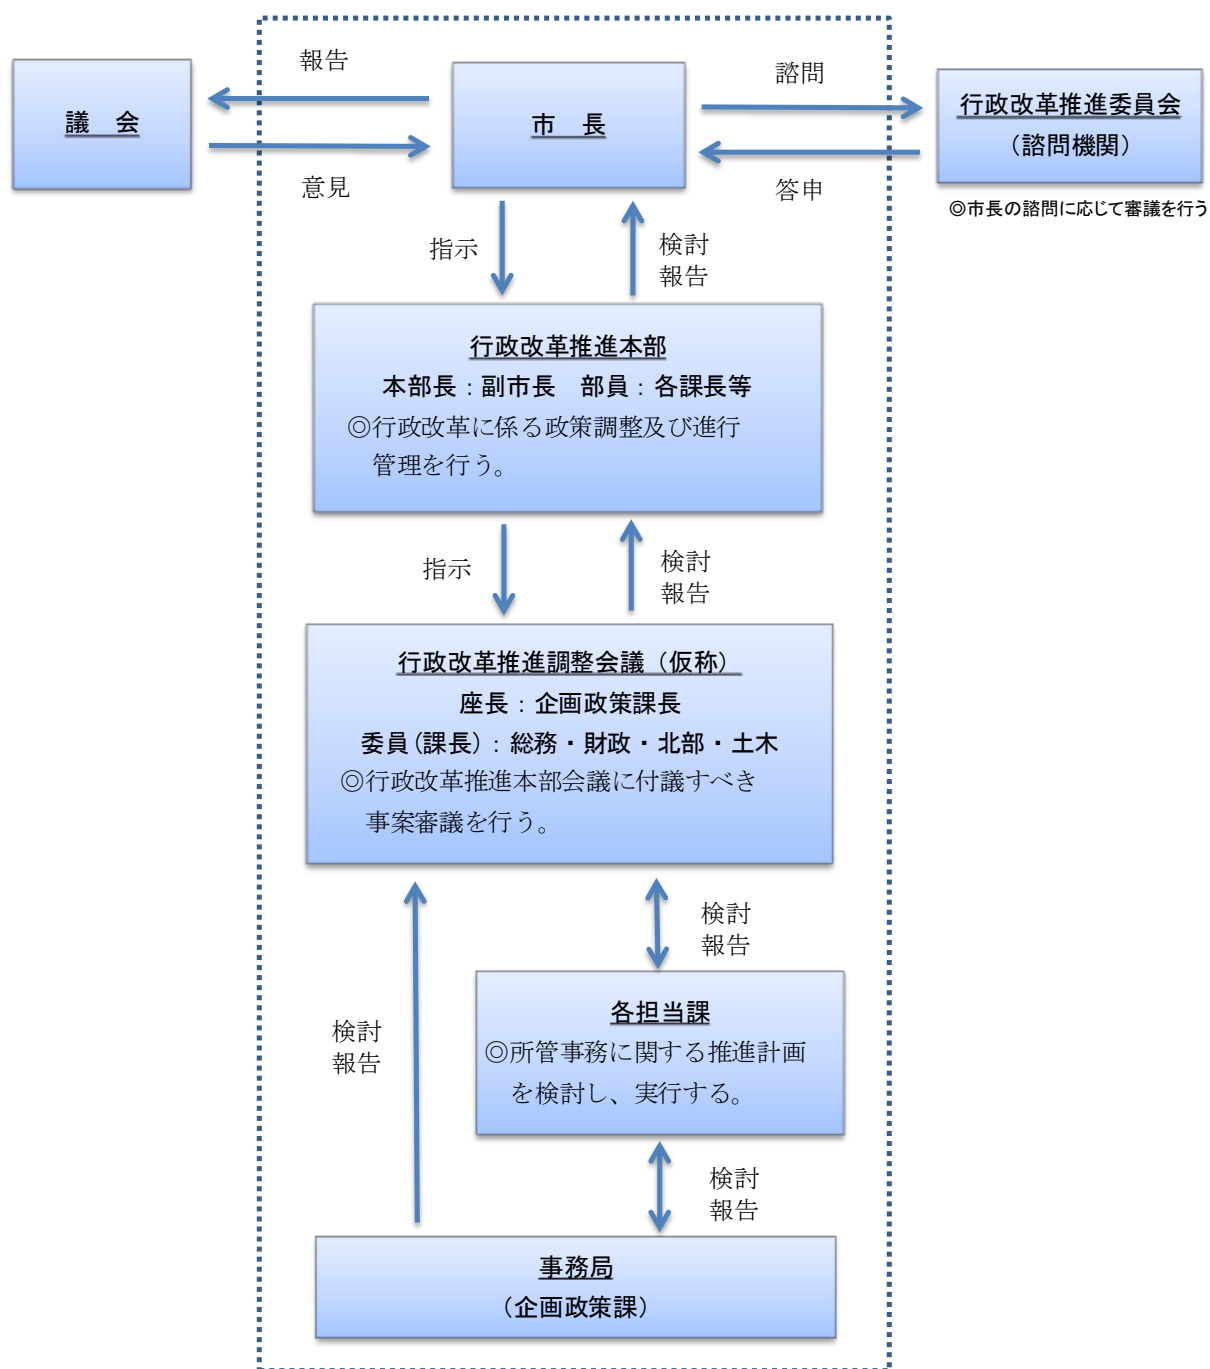 報告
議　会
意見
市　長
諮問
答申
行政改革推進委員会
（諮問機関）
◎市長の諮問に応じて審議を行う
指示
検討
報告
行政改革推進本部
本部長：副市長　部員：各課長等
◎行政改革に係る政策調整及び進行
管理を行う。
指示
検討
報告
行政改革推進調整会議（仮称）
座長：企画政策課長
委員(課長)：総務・財政・北部・土木
◎行政改革推進本部会議に付議すべき
事案審議を行う。
検討
報告
各担当課
◎所管事務に関する推進計画
を検討し、実行する。
検討
報告
検討
報告
事務局
（企画政策課）